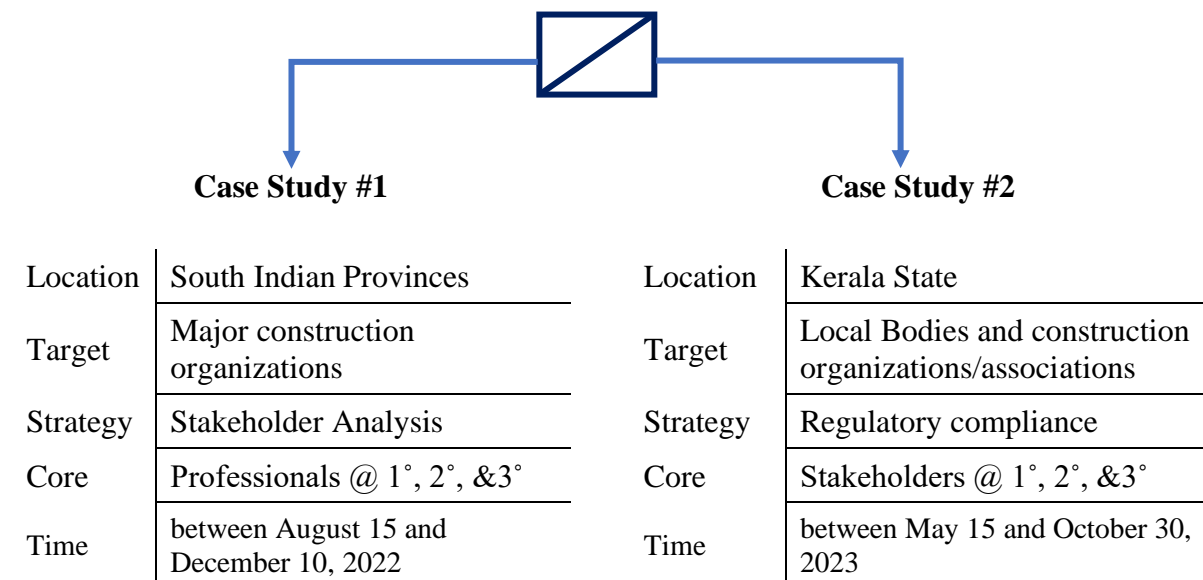 Case Study #1
Location South Indian Provinces
Target Major construction
organizations
Strategy Stakeholder Analysis
Core Professionals @ 1˚, 2˚, &3˚
Time between August 15 and
December 10, 2022
Case Study #2
Location Kerala State
Target Local Bodies and construction
organizations/associations
Strategy Regulatory compliance
Core Stakeholders @ 1˚, 2˚, &3˚
Time between May 15 and October 30,
2023